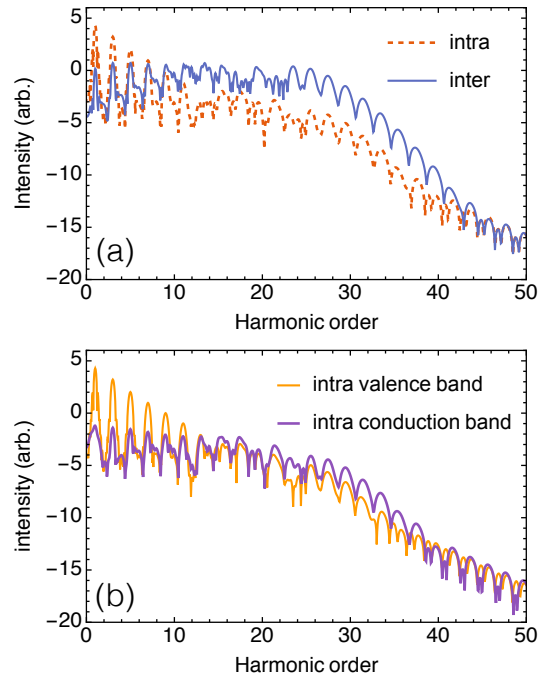 5
0
−5
−10
−15
−20
Intensity (arb.)
intra
inter
(a)
0 10 20 30 40 50
Harmonic order
5
0
−5
−10
−15
−20
intensity (arb.)
intra valence band
intra conduction band
(b)
0 10 20 30 40 50
Harmonic order